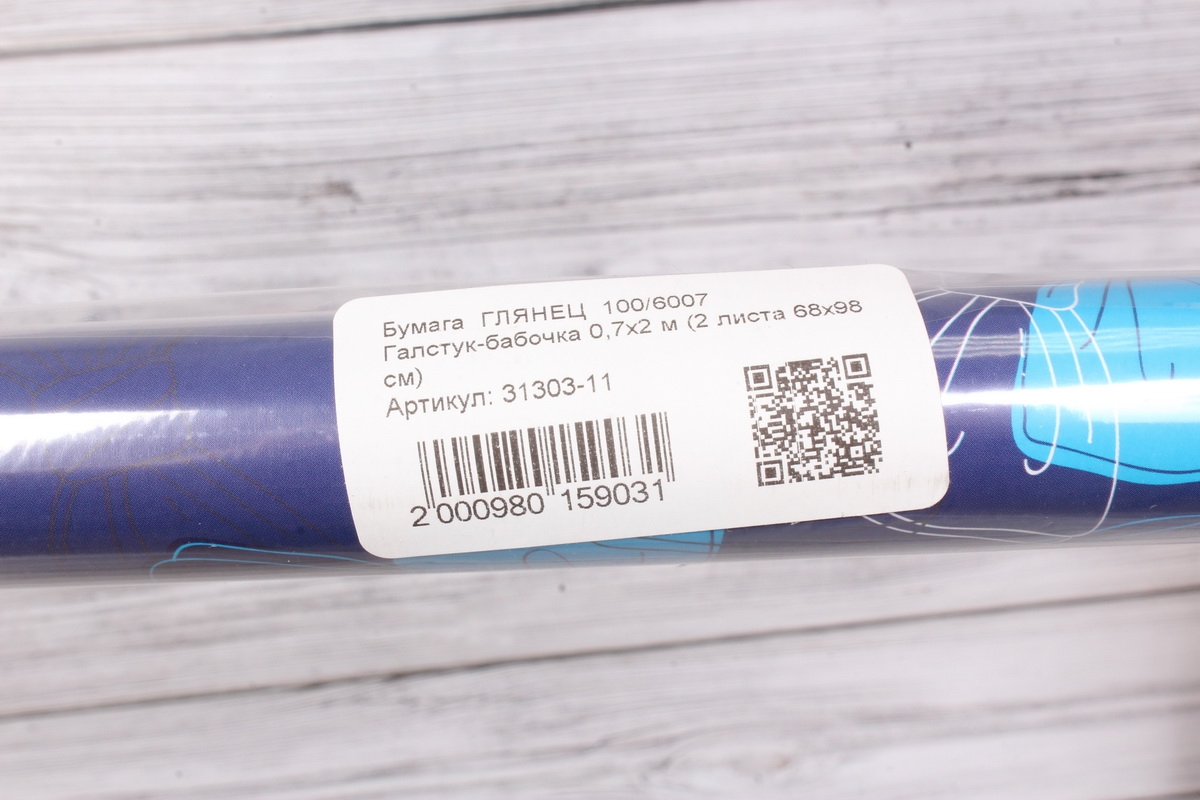 Бумага ГЛЯНЕЦ 100/6007
Галстук-бабочка 0,7х2 м (2 листа 68х98
см)
Артикул: 31303-11
2 000980 159031